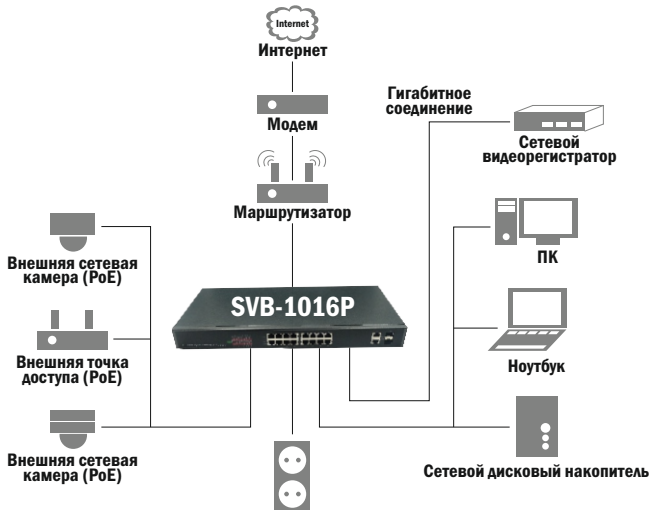 Internet
Интернет
Модем
Гигабитное
соединение
Сетевой
видеорегистратор
Маршрутизатор
Внешняя сетевая
камера (PoE)
ПК
SVB-1016P
Внешняя точка
доступа (PoE)
Ноутбук
Внешняя сетевая
камера (PoE)
Сетевой дисковый накопитель